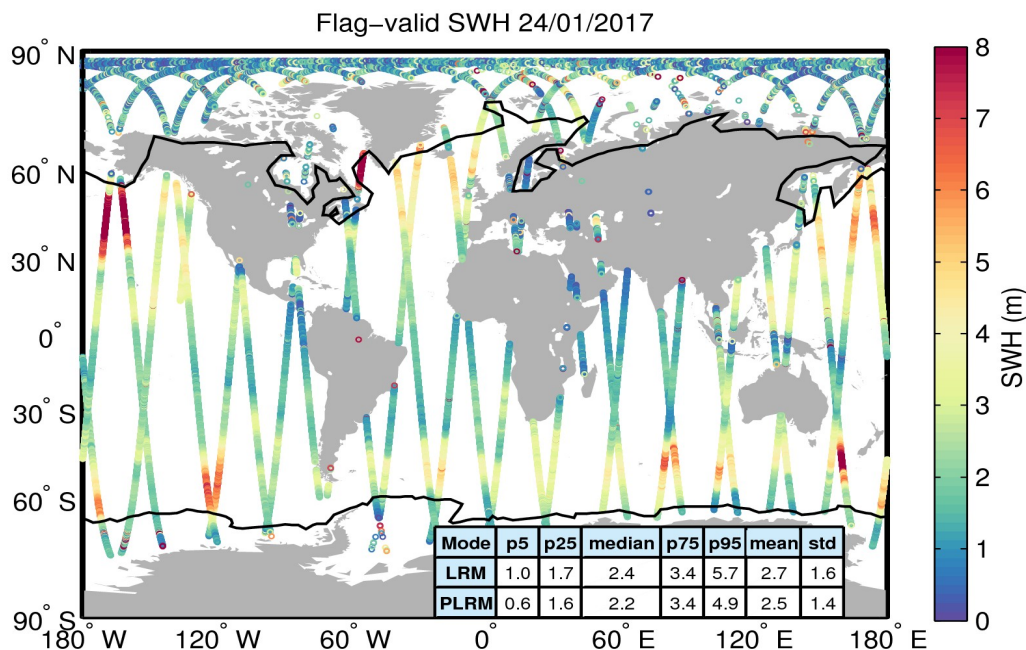 Flag−valid SWH 24/01/2017
90° N
60° N
30° N
0°
30° S
60° S
90° S
180° W
120° W
60° W
0°
60° E
120° E
180° E
8
7
6
5
4
3
2
1
0
SWH (m)
Mode p5 p25 median p75 p95 mean std
LRM 1.0 1.7 2.4 3.4 5.7 2.7 1.6
PLRM 0.6 1.6 2.2 3.4 4.9 2.5 1.4